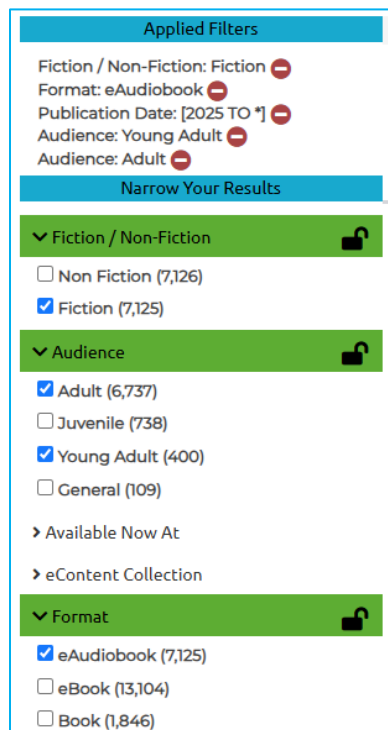 Applied Filters
Fiction / Non-Fiction: Fiction
Format: eAudiobook
Publication Date: [2025 TO *]
Audience: Young Adult
Audience: Adult
Narrow Your Results
Fiction / Non-Fiction
Non Fiction (7,126)
Fiction (7,125)
Audience
Adult (6,737)
Juvenile (738)
Young Adult (400)
General (109)
Available Now At
eContent Collection
Format
eAudiobook (7,125)
eBook (13,104)
Book (1,846)